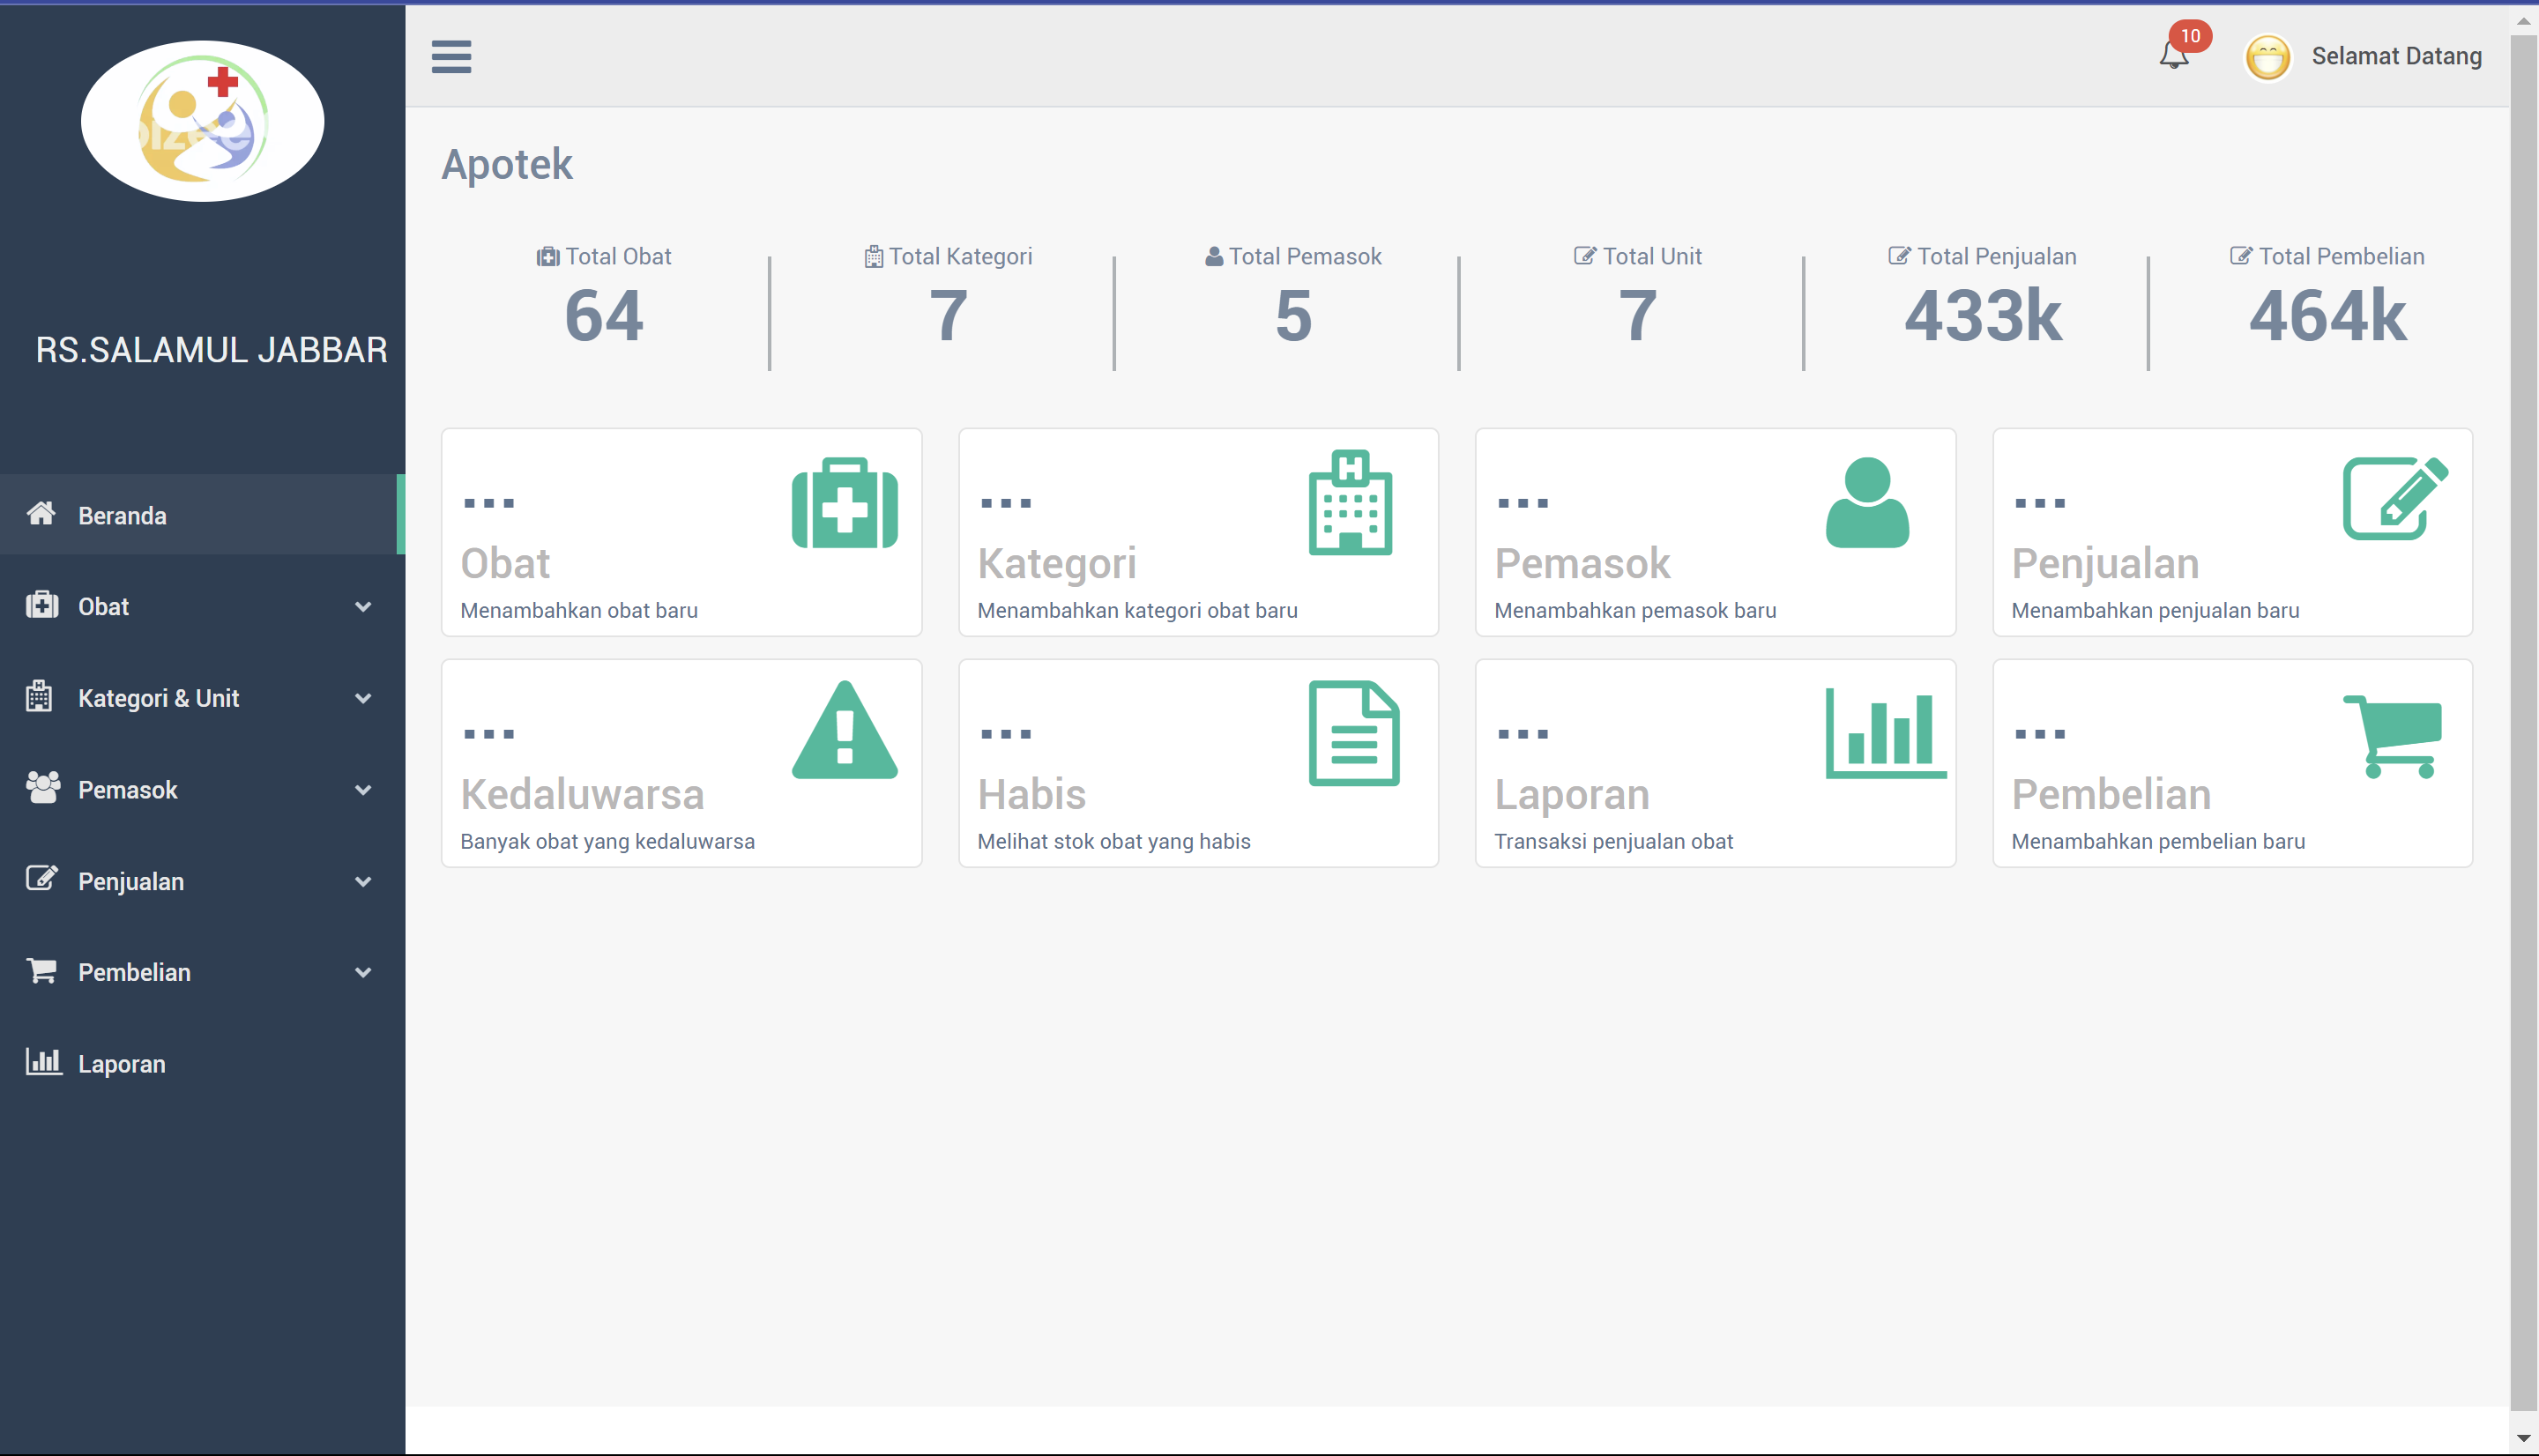 10
Selamat Datang
RS.SALAMUL JABBAR
Beranda
Obat
Kategori & Unit
Pemasok
Penjualan
Pembelian
Laporan
Apotek
Total Obat
64
Total Kategori
7
Total Pemasok
5
Total Unit
7
Total Penjualan
433k
Total Pembelian
464k
...
Obat
Menambahkan obat baru
...
Kategori
Menambahkan kategori obat baru
...
Pemasok
Menambahkan pemasok baru
...
Penjualan
Menambahkan penjualan baru
...
Kedaluwarsa
Banyak obat yang kedaluwarsa
...
Habis
Melihat stok obat yang habis
...
Laporan
Transaksi penjualan obat
...
Pembelian
Menambahkan pembelian baru